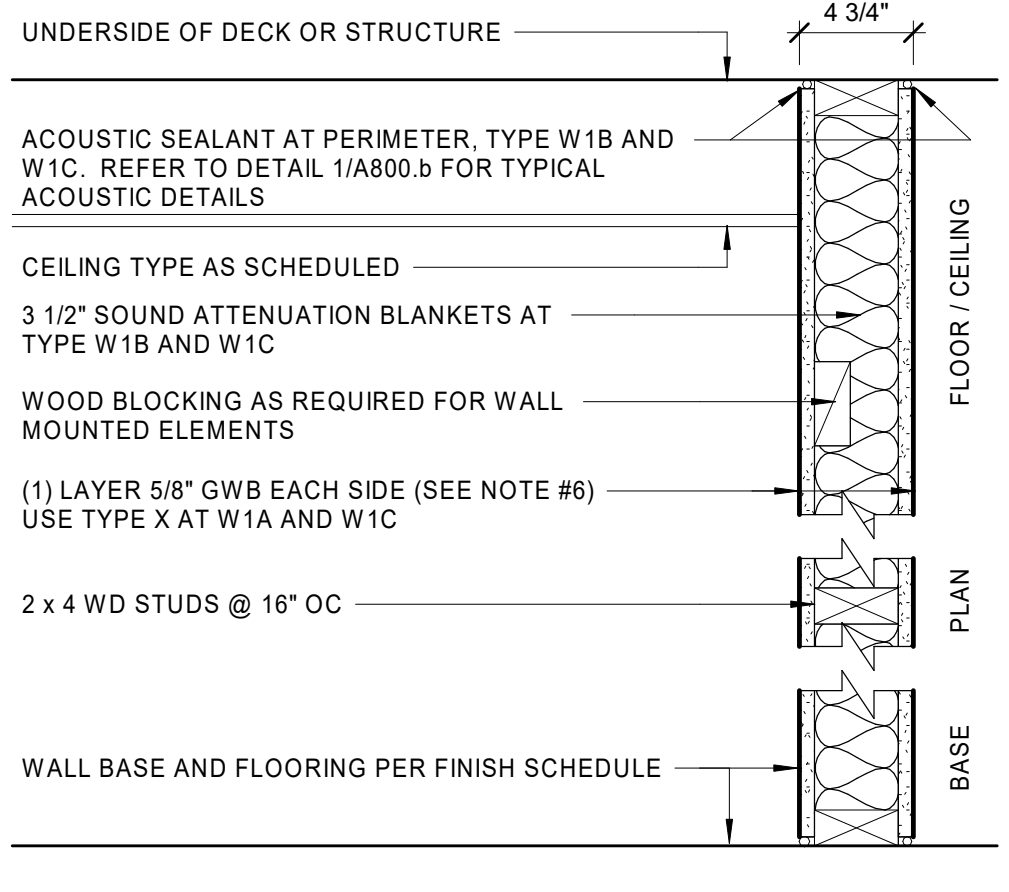 4 3/4"
UNDERSIDE OF DECK OR STRUCTURE
ACOUSTIC SEALANT AT PERIMETER, TYPE W1B AND
W1C. REFER TO DETAIL 1/A800.b FOR TYPICAL
ACOUSTIC DETAILS
CEILING TYPE AS SCHEDULED
3 1/2" SOUND ATTENUATION BLANKETS AT
TYPE W1B AND W1C
WOOD BLOCKING AS REQUIRED FOR WALL
MOUNTED ELEMENTS
(1) LAYER 5/8" GWB EACH SIDE (SEE NOTE #6)
USE TYPE X AT W1A AND W1C
2 x 4 WD STUDS @ 16" OC
WALL BASE AND FLOORING PER FINISH SCHEDULE
FLOOR / CEILING
PLAN
BASE